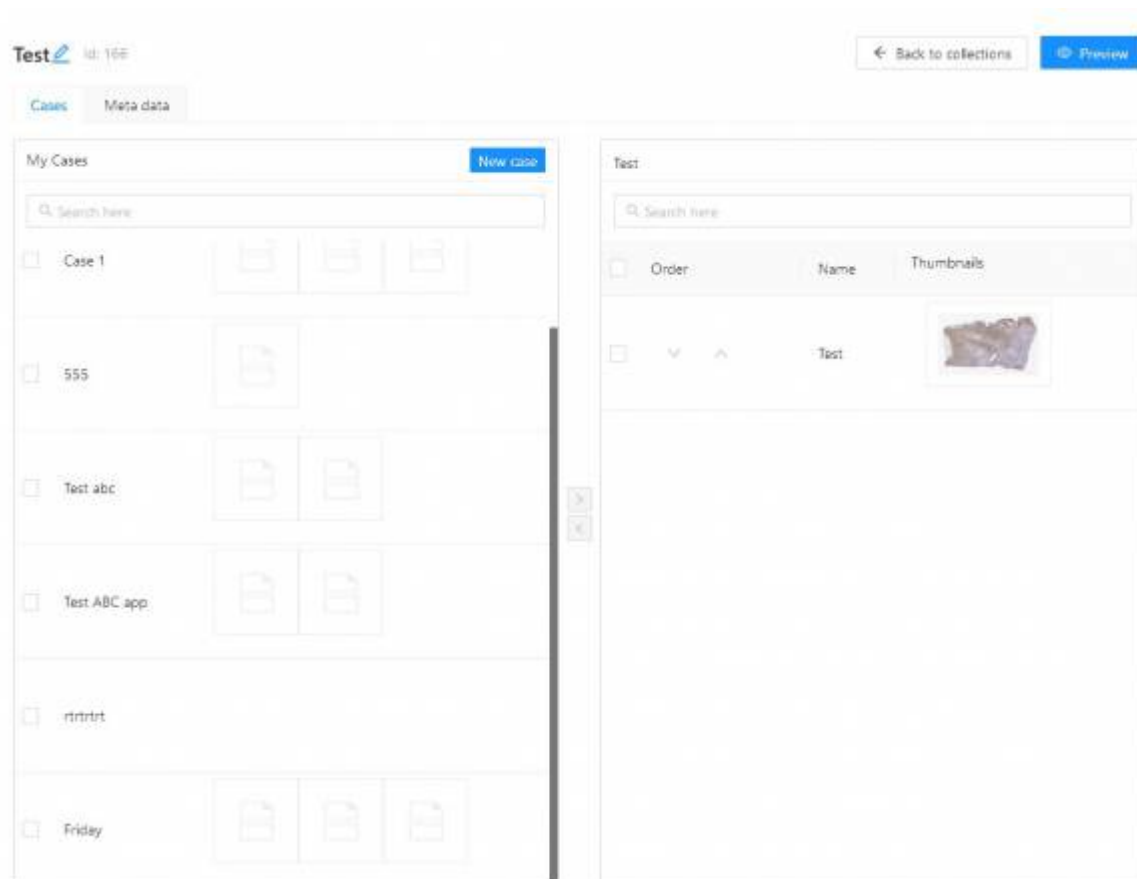 Test id: 166
Back to collections
Preview
Cases
Meta data
My Cases
New case
Search here
Case 1
555
Test abc
Test ABC app
rtrtrtrt
Friday
Test
Search here
Order Name Thumbnails
Test